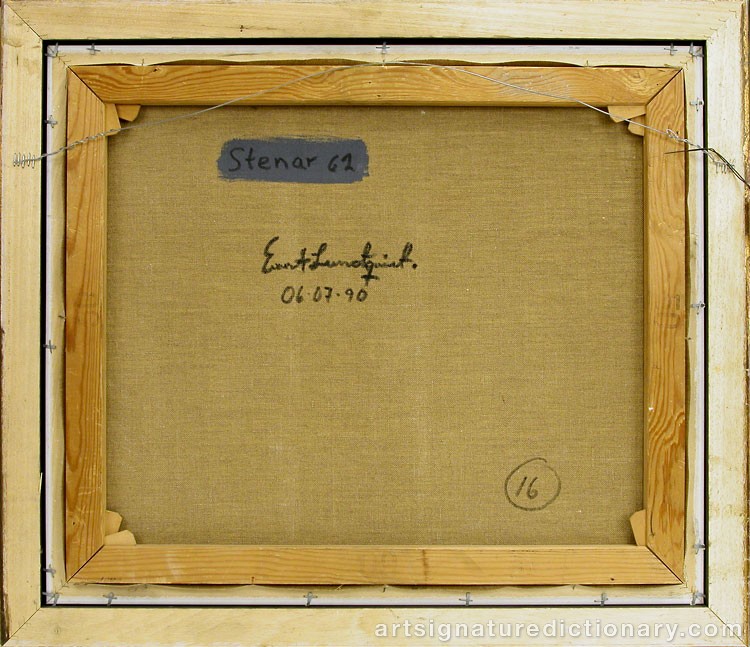 Stenar 62
Evert Lundquist.
06·07·90
16
artsignaturedictionary.com